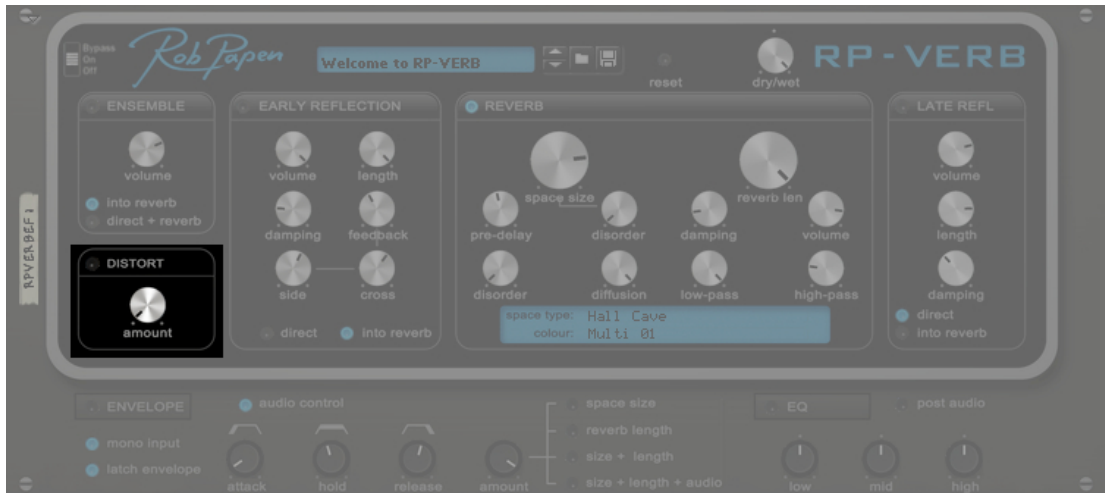 Bypass
On
Off
Rob Papen
Welcome to RP-VERB
reset
dry/wet
RP-VERB
ENSEMBLE
volume
into reverb
direct + reverb
DISTORT
amount
EARLY REFLECTION
volume length
damping feedback
side cross
direct into reverb
REVERB
space size reverb len
pre-delay disorder damping volume
disorder diffusion low-pass high-pass
space type: Hall Cave
colour: Multi 01
LATE REFL
volume
length
damping
direct
into reverb
RPVERBEF1
ENVELOPE
mono input
latch envelope
audio control
attack hold release amount
space size
reverb length
size + length
size + length + audio
EQ
post audio
low mid high